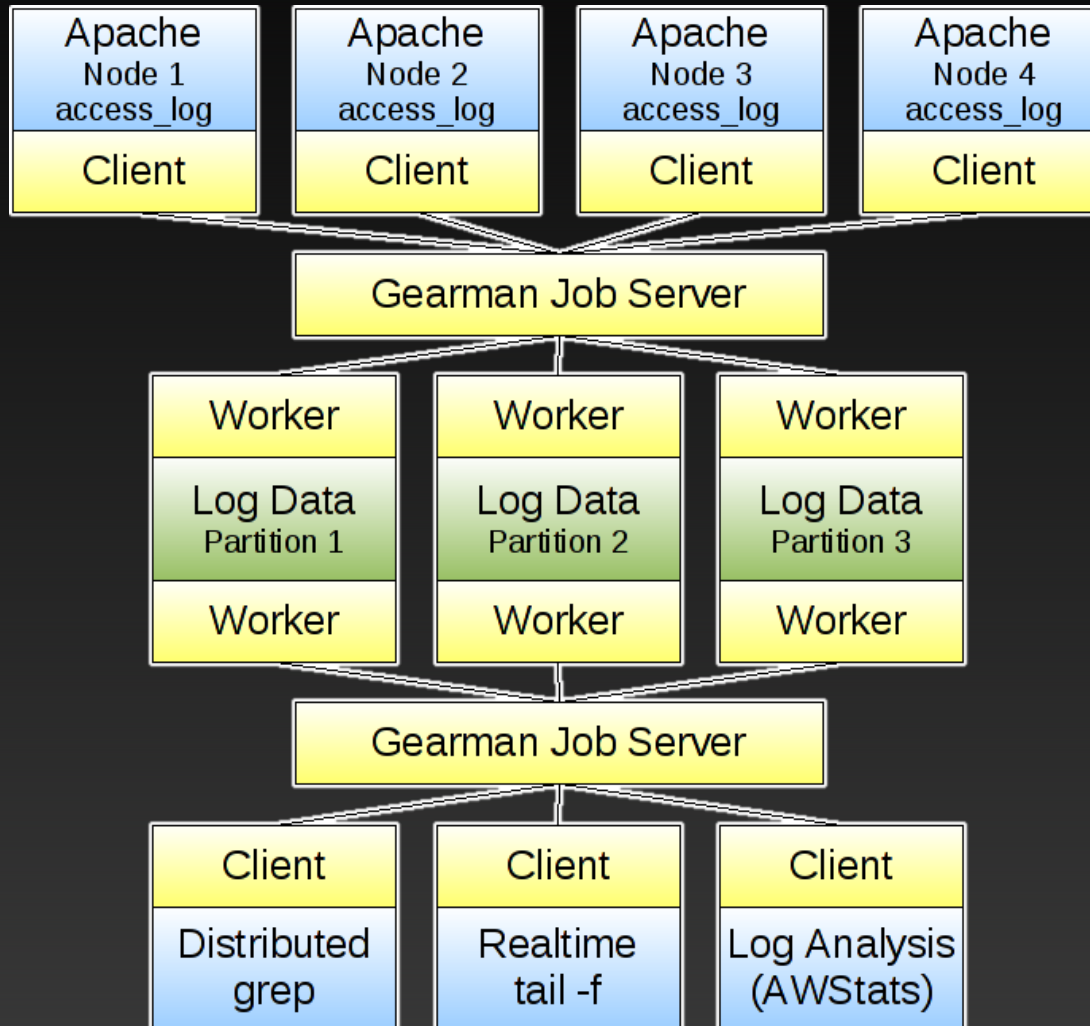 Apache
Node 1
access_log
Client
Apache
Node 2
access_log
Client
Apache
Node 3
access_log
Client
Apache
Node 4
access_log
Client
Gearman Job Server
Worker
Log Data
Partition 1
Worker
Worker
Log Data
Partition 2
Worker
Worker
Log Data
Partition 3
Worker
Gearman Job Server
Client
Distributed
grep
Client
Realtime
tail -f
Client
Log Analysis
(AWStats)